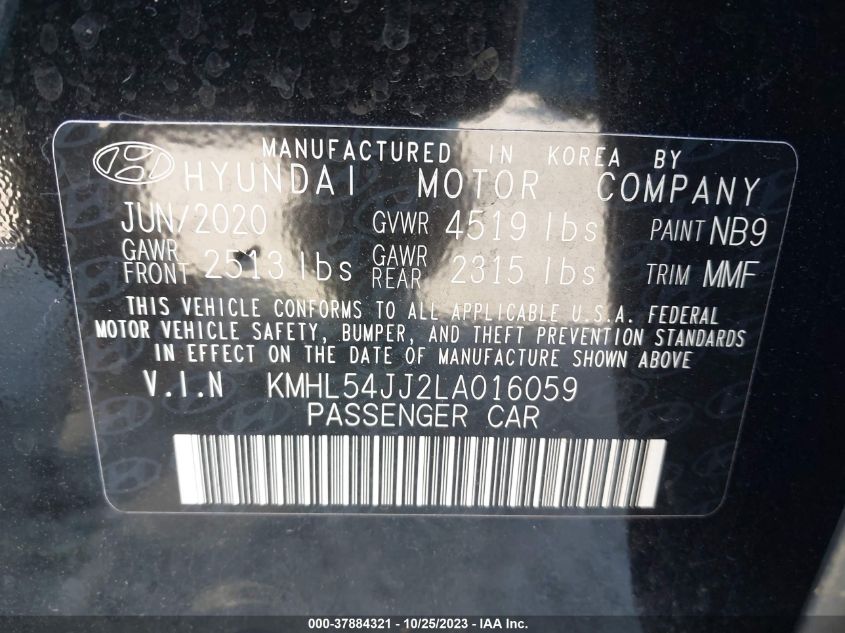 MANUFACTURED IN KOREA BY
HYUNDAI MOTOR COMPANY
JUN/2020 GVWR 4519 lbs PAINT NB9
GAWR FRONT 2513 lbs GAWR REAR 2315 lbs TRIM MMF
THIS VEHICLE CONFORMS TO ALL APPLICABLE U.S.A. FEDERAL
MOTOR VEHICLE SAFETY, BUMPER, AND THEFT PREVENTION STANDARDS
IN EFFECT ON THE DATE OF MANUFACTURE SHOWN ABOVE
V.I.N KMHL54JJ2LA016059
PASSENGER CAR
000-37884321 - 10/25/2023 - IAA Inc.